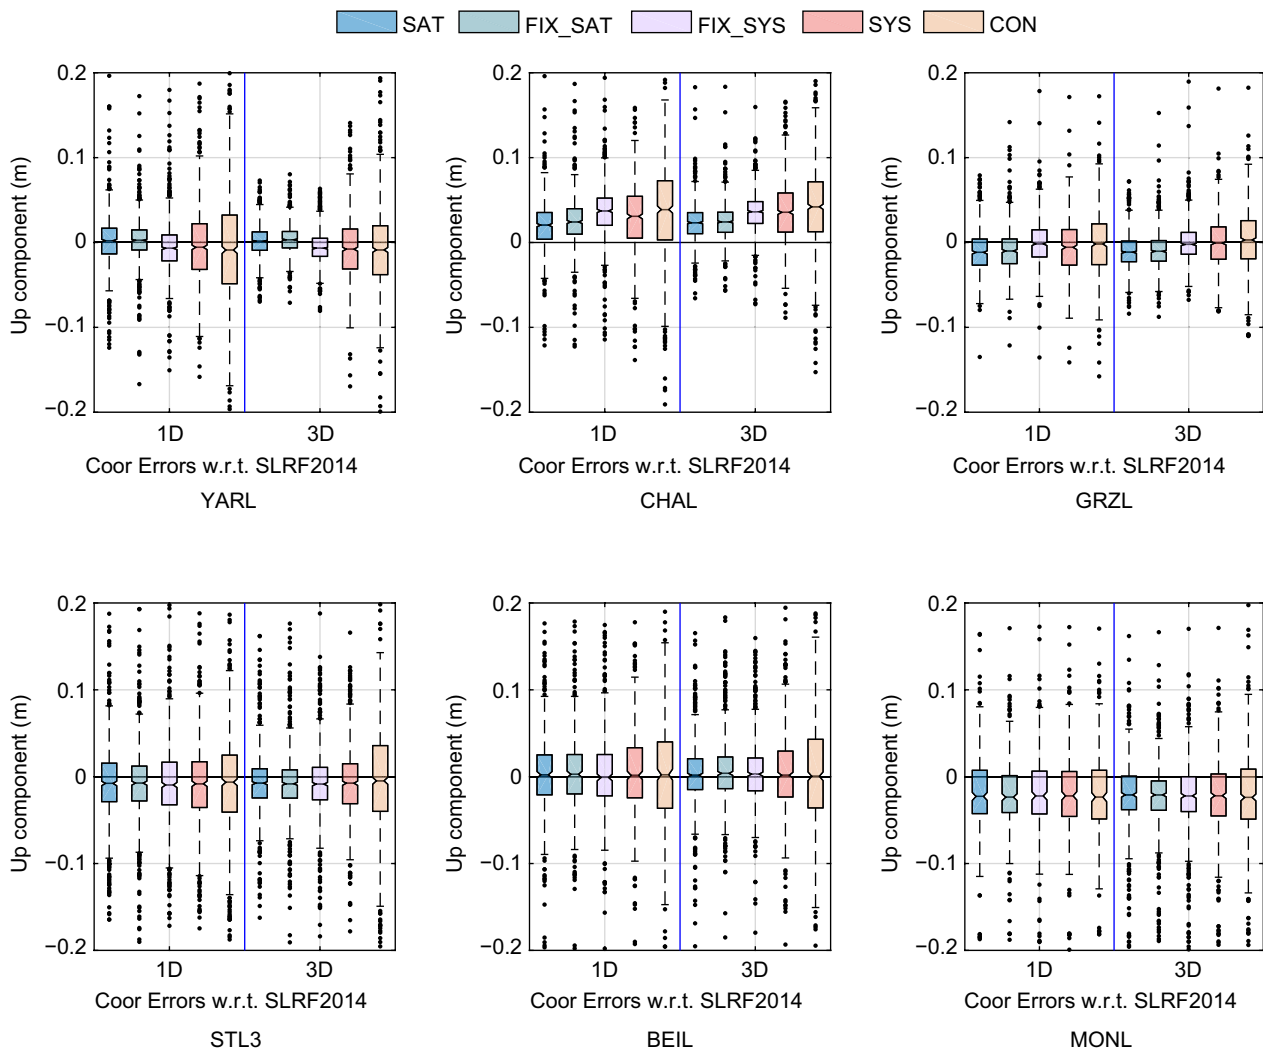 SAT FIX_SAT FIX_SYS SYS CON
0.2 0.2 0.2
0.1 0.1 0.1
0 0 0
−0.1 −0.1 −0.1
−0.2 −0.2 −0.2
Up component (m) Up component (m) Up component (m)
1D 3D 1D 3D 1D 3D
Coor Errors w.r.t. SLRF2014 Coor Errors w.r.t. SLRF2014 Coor Errors w.r.t. SLRF2014
YARL CHAL GRZL
0.2 0.2 0.2
0.1 0.1 0.1
0 0 0
−0.1 −0.1 −0.1
−0.2 −0.2 −0.2
Up component (m) Up component (m) Up component (m)
1D 3D 1D 3D 1D 3D
Coor Errors w.r.t. SLRF2014 Coor Errors w.r.t. SLRF2014 Coor Errors w.r.t. SLRF2014
STL3 BEIL MONL